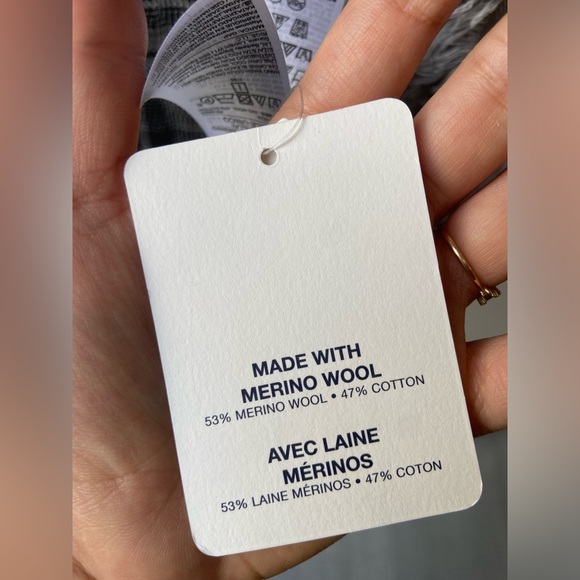 MADE WITH
MERINO WOOL
53% MERINO WOOL • 47% COTTON
AVEC LAINE
MÉRINOS
53% LAINE MÉRINOS • 47% COTON